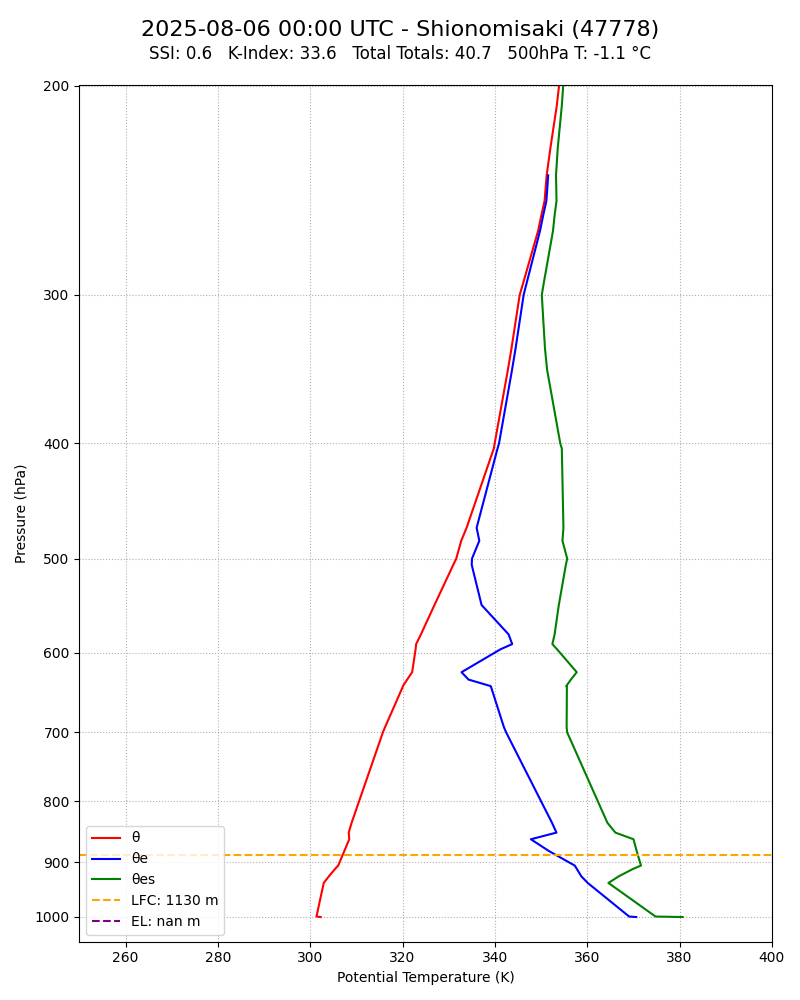 2025-08-06 00:00 UTC - Shionomisaki (47778)
SSI: 0.6   K-Index: 33.6   Total Totals: 40.7   500hPa T: -1.1 °C
200
300
400
500
600
700
800
900
1000
Pressure (hPa)
θ
θe
θes
LFC: 1130 m
EL: nan m
260 280 300 320 340 360 380 400
Potential Temperature (K)